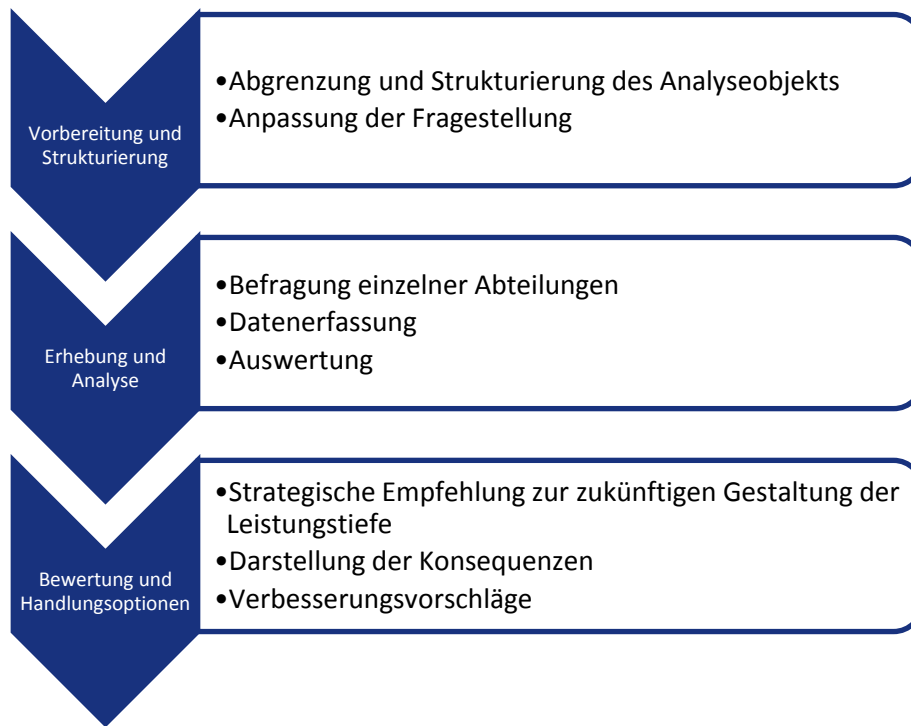 Vorbereitung und
Strukturierung
•Abgrenzung und Strukturierung des Analyseobjekts
•Anpassung der Fragestellung
Erhebung und
Analyse
•Befragung einzelner Abteilungen
•Datenerfassung
•Auswertung
Bewertung und
Handlungsoptionen
•Strategische Empfehlung zur zukünftigen Gestaltung der
Leistungstiefe
•Darstellung der Konsequenzen
•Verbesserungsvorschläge